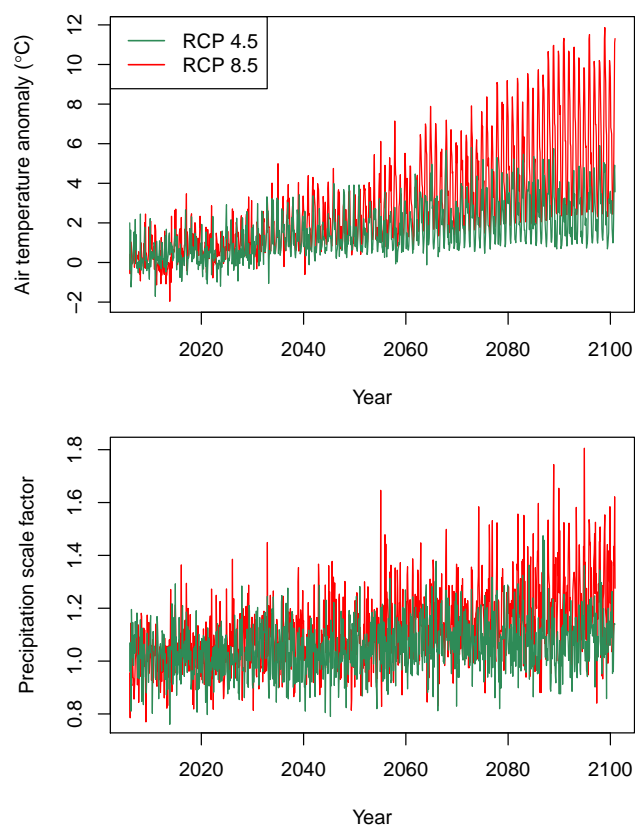 Air temperature anomaly (°C)
12
10
8
6
4
2
0
−2
RCP 4.5
RCP 8.5
2020 2040 2060 2080 2100
Year
Precipitation scale factor
1.8
1.6
1.4
1.2
1.0
0.8
2020 2040 2060 2080 2100
Year